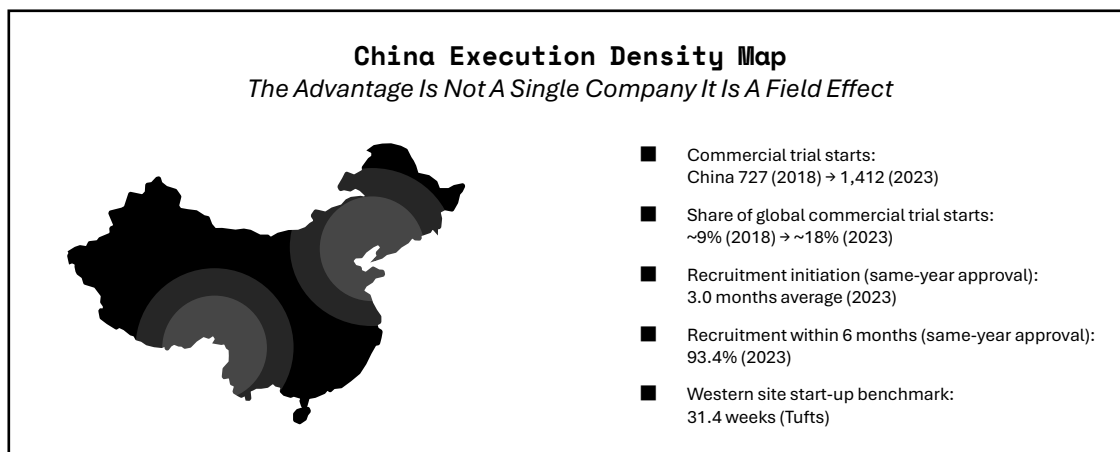 China Execution Density Map
The Advantage Is Not A Single Company It Is A Field Effect
Commercial trial starts:
China 727 (2018) → 1,412 (2023)
Share of global commercial trial starts:
~9% (2018) → ~18% (2023)
Recruitment initiation (same-year approval):
3.0 months average (2023)
Recruitment within 6 months (same-year approval):
93.4% (2023)
Western site start-up benchmark:
31.4 weeks (Tufts)